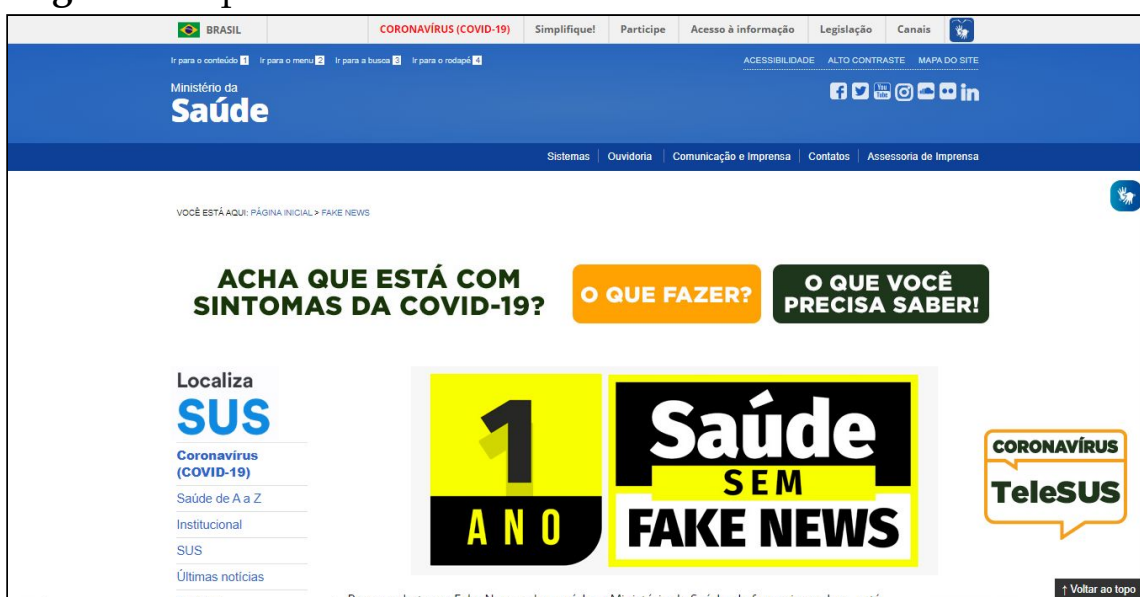 BRASIL CORONAVÍRUS (COVID-19) Simplifique! Participe Acesso à informação Legislação Canais
Ir para o conteúdo 1 Ir para o menu 2 Ir para a busca 3 Ir para o rodapé 4
ACESSIBILIDADE ALTO CONTRASTE MAPA DO SITE
Ministério da
Saúde
You Tube
in
Sistemas Ouvidoria Comunicação e Imprensa Contatos Assessoria de Imprensa
VOCÊ ESTÁ AQUI: PÁGINA INICIAL > FAKE NEWS
ACHA QUE ESTÁ COM
SINTOMAS DA COVID-19?
O QUE FAZER?
O QUE VOCÊ
PRECISA SABER!
Localiza
SUS
Coronavírus
(COVID-19)
Saúde de A a Z
Institucional
SUS
Últimas notícias
1
ANO
Saúde
SEM
FAKE NEWS
CORONAVÍRUS
TeleSUS
↑ Voltar ao topo